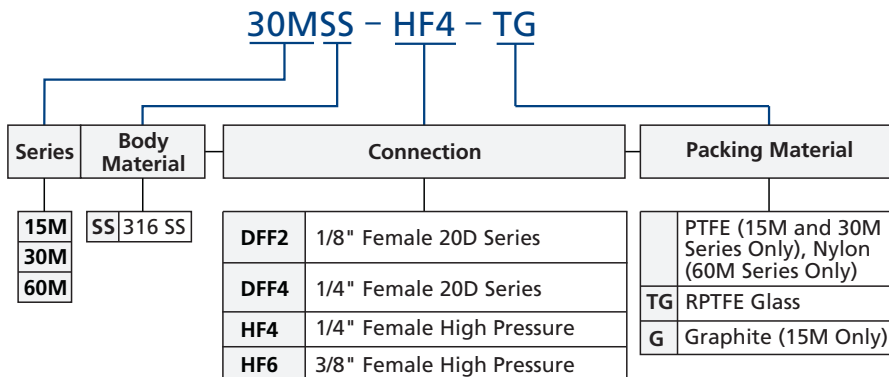 30MSS – HF4 – TG
Series
Body
Material
Connection
Packing Material
15M
30M
60M
SS 316 SS
DFF2 1/8" Female 20D Series
DFF4 1/4" Female 20D Series
HF4 1/4" Female High Pressure
HF6 3/8" Female High Pressure
PTFE (15M and 30M
Series Only), Nylon
(60M Series Only)
TG RPTFE Glass
G Graphite (15M Only)